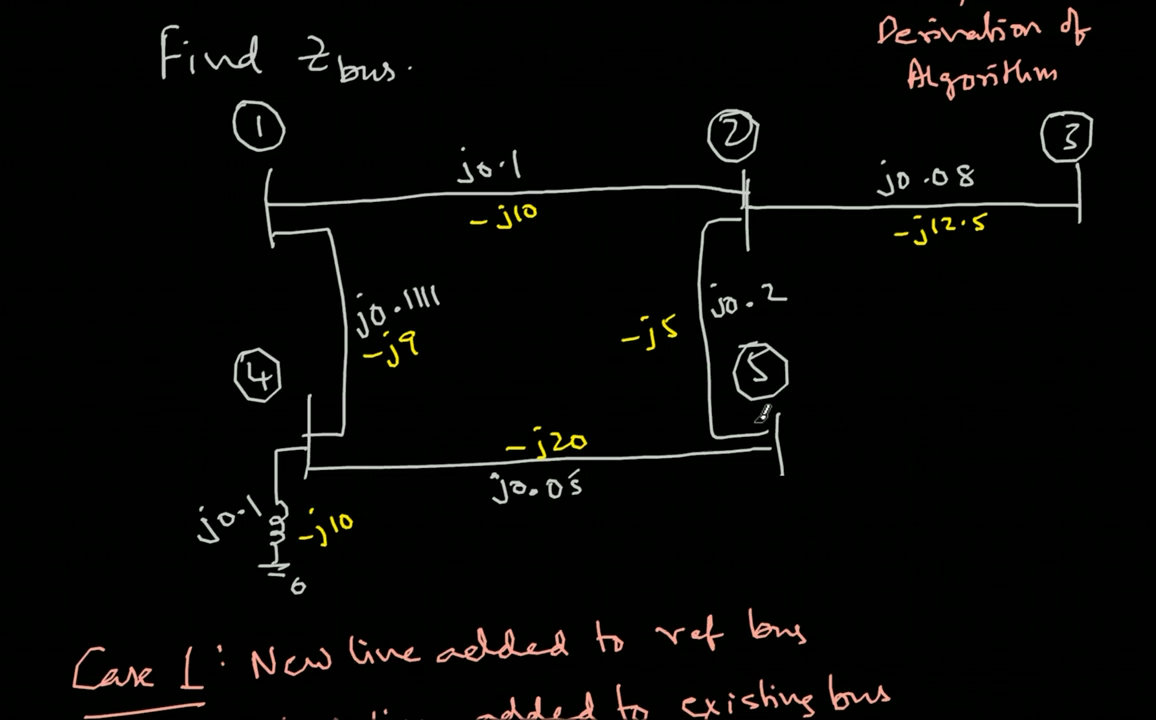 Derivation of
Find Zbus.
Algorithm
1
2
3
j0.1
j0.08
-j10
-j12.5
j0.1111
j0.2
-j9
-j5
4
5
-j20
j0.05
j0.1
-j10
0
Case 1: New line added to ref bus
line added to existing bus